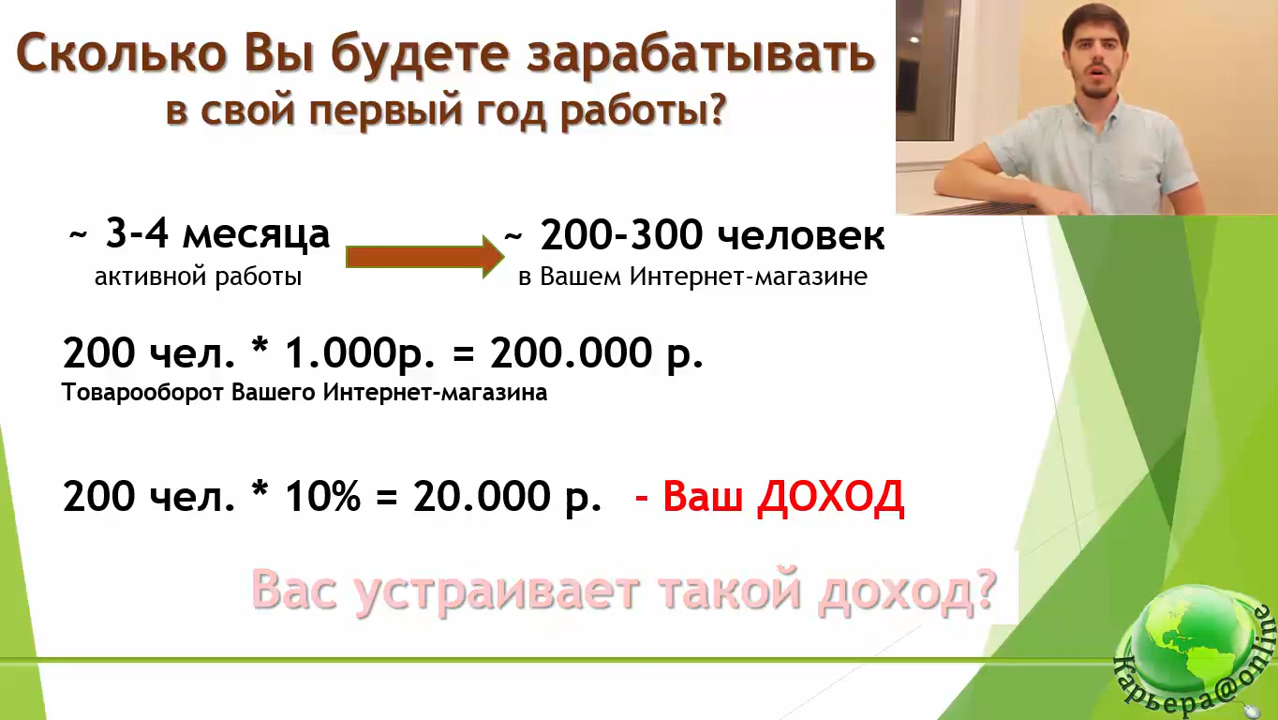 Сколько Вы будете зарабатывать
в свой первый год работы?
~ 3-4 месяца
активной работы
~ 200-300 человек
в Вашем Интернет-магазине
200 чел. * 1.000р. = 200.000 р.
Товарооборот Вашего Интернет-магазина
200 чел. * 10% = 20.000 р. - Ваш ДОХОД
Вас устраивает такой доход?
Карьера@online